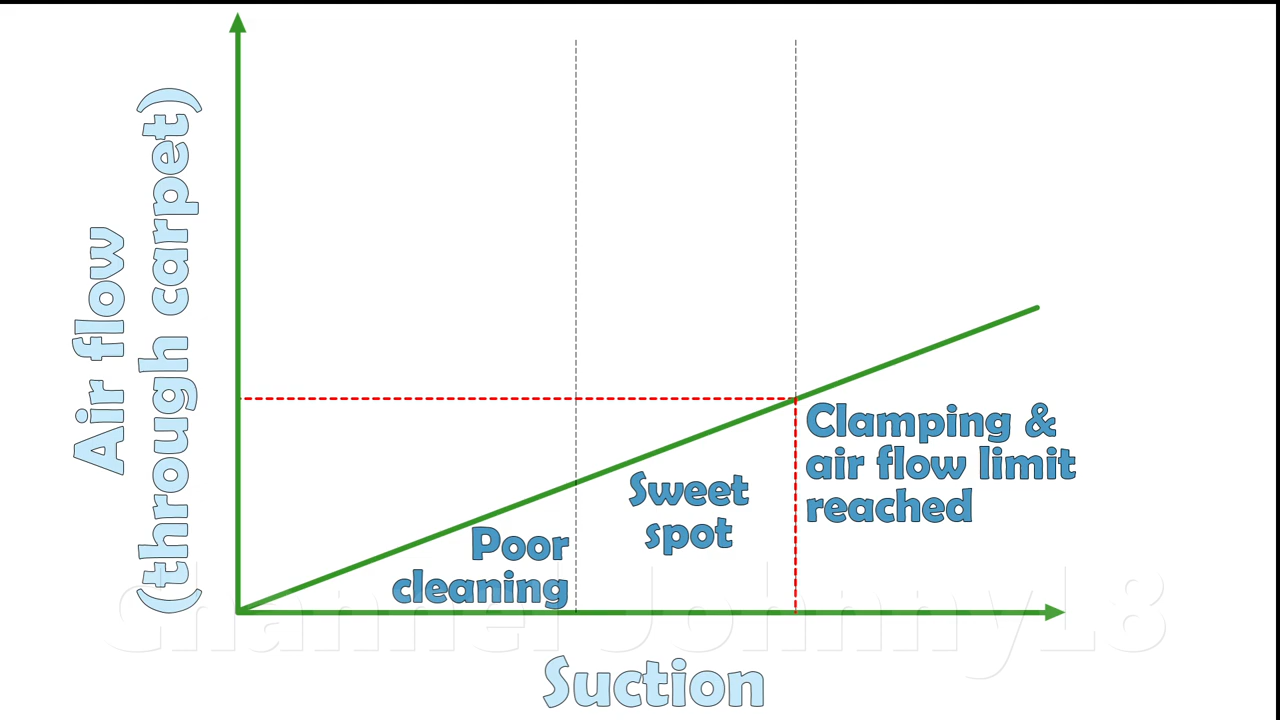 Air flow
(through carpet)
Poor
cleaning
Sweet
spot
Clamping &
air flow limit
reached
Suction
Channel Johnny18